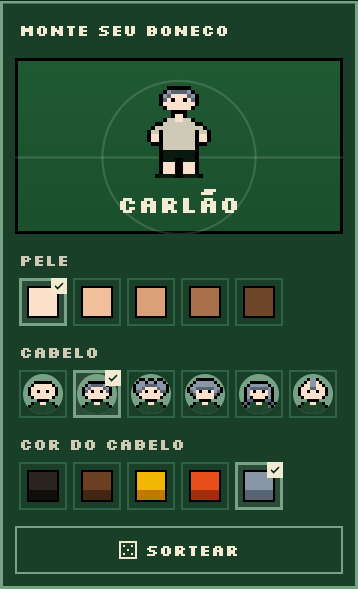 MONTE SEU BONECO
CARLÃO
PELE
CABELO
COR DO CABELO
SORTEAR